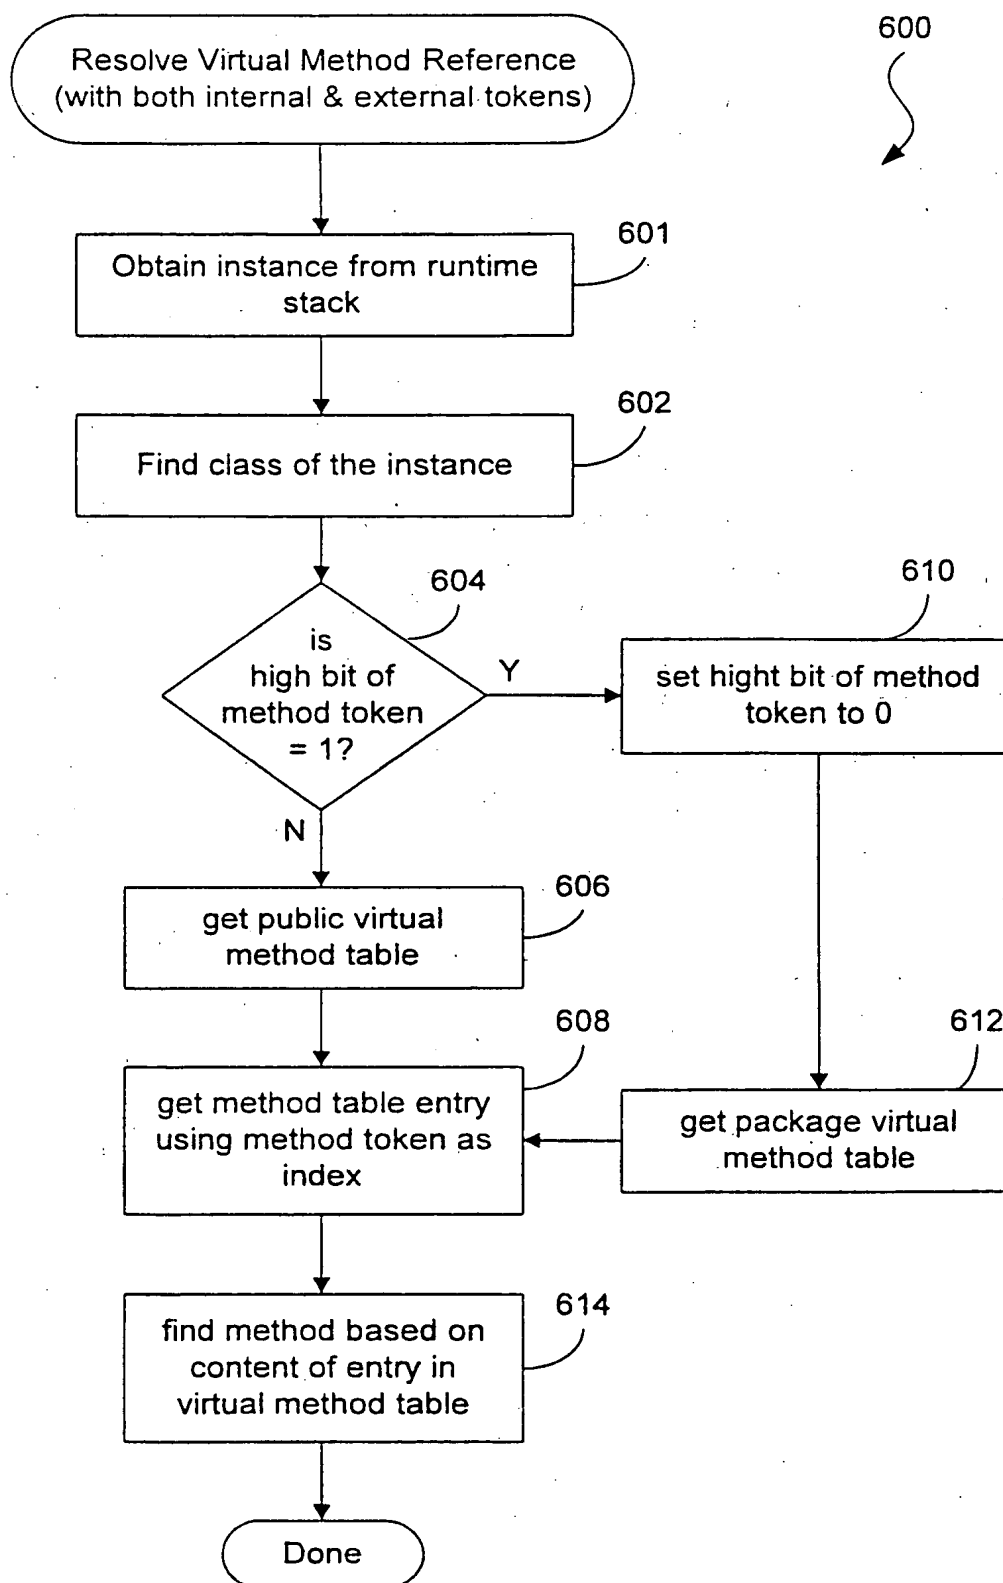 600
Resolve Virtual Method Reference
(with both internal & external tokens)
601
Obtain instance from runtime
stack
602
Find class of the instance
604
is
high bit of
method token
= 1?
Y
N
610
set hight bit of method
token to 0
606
get public virtual
method table
608
get method table entry
using method token as
index
612
get package virtual
method table
614
find method based on
content of entry in
virtual method table
Done